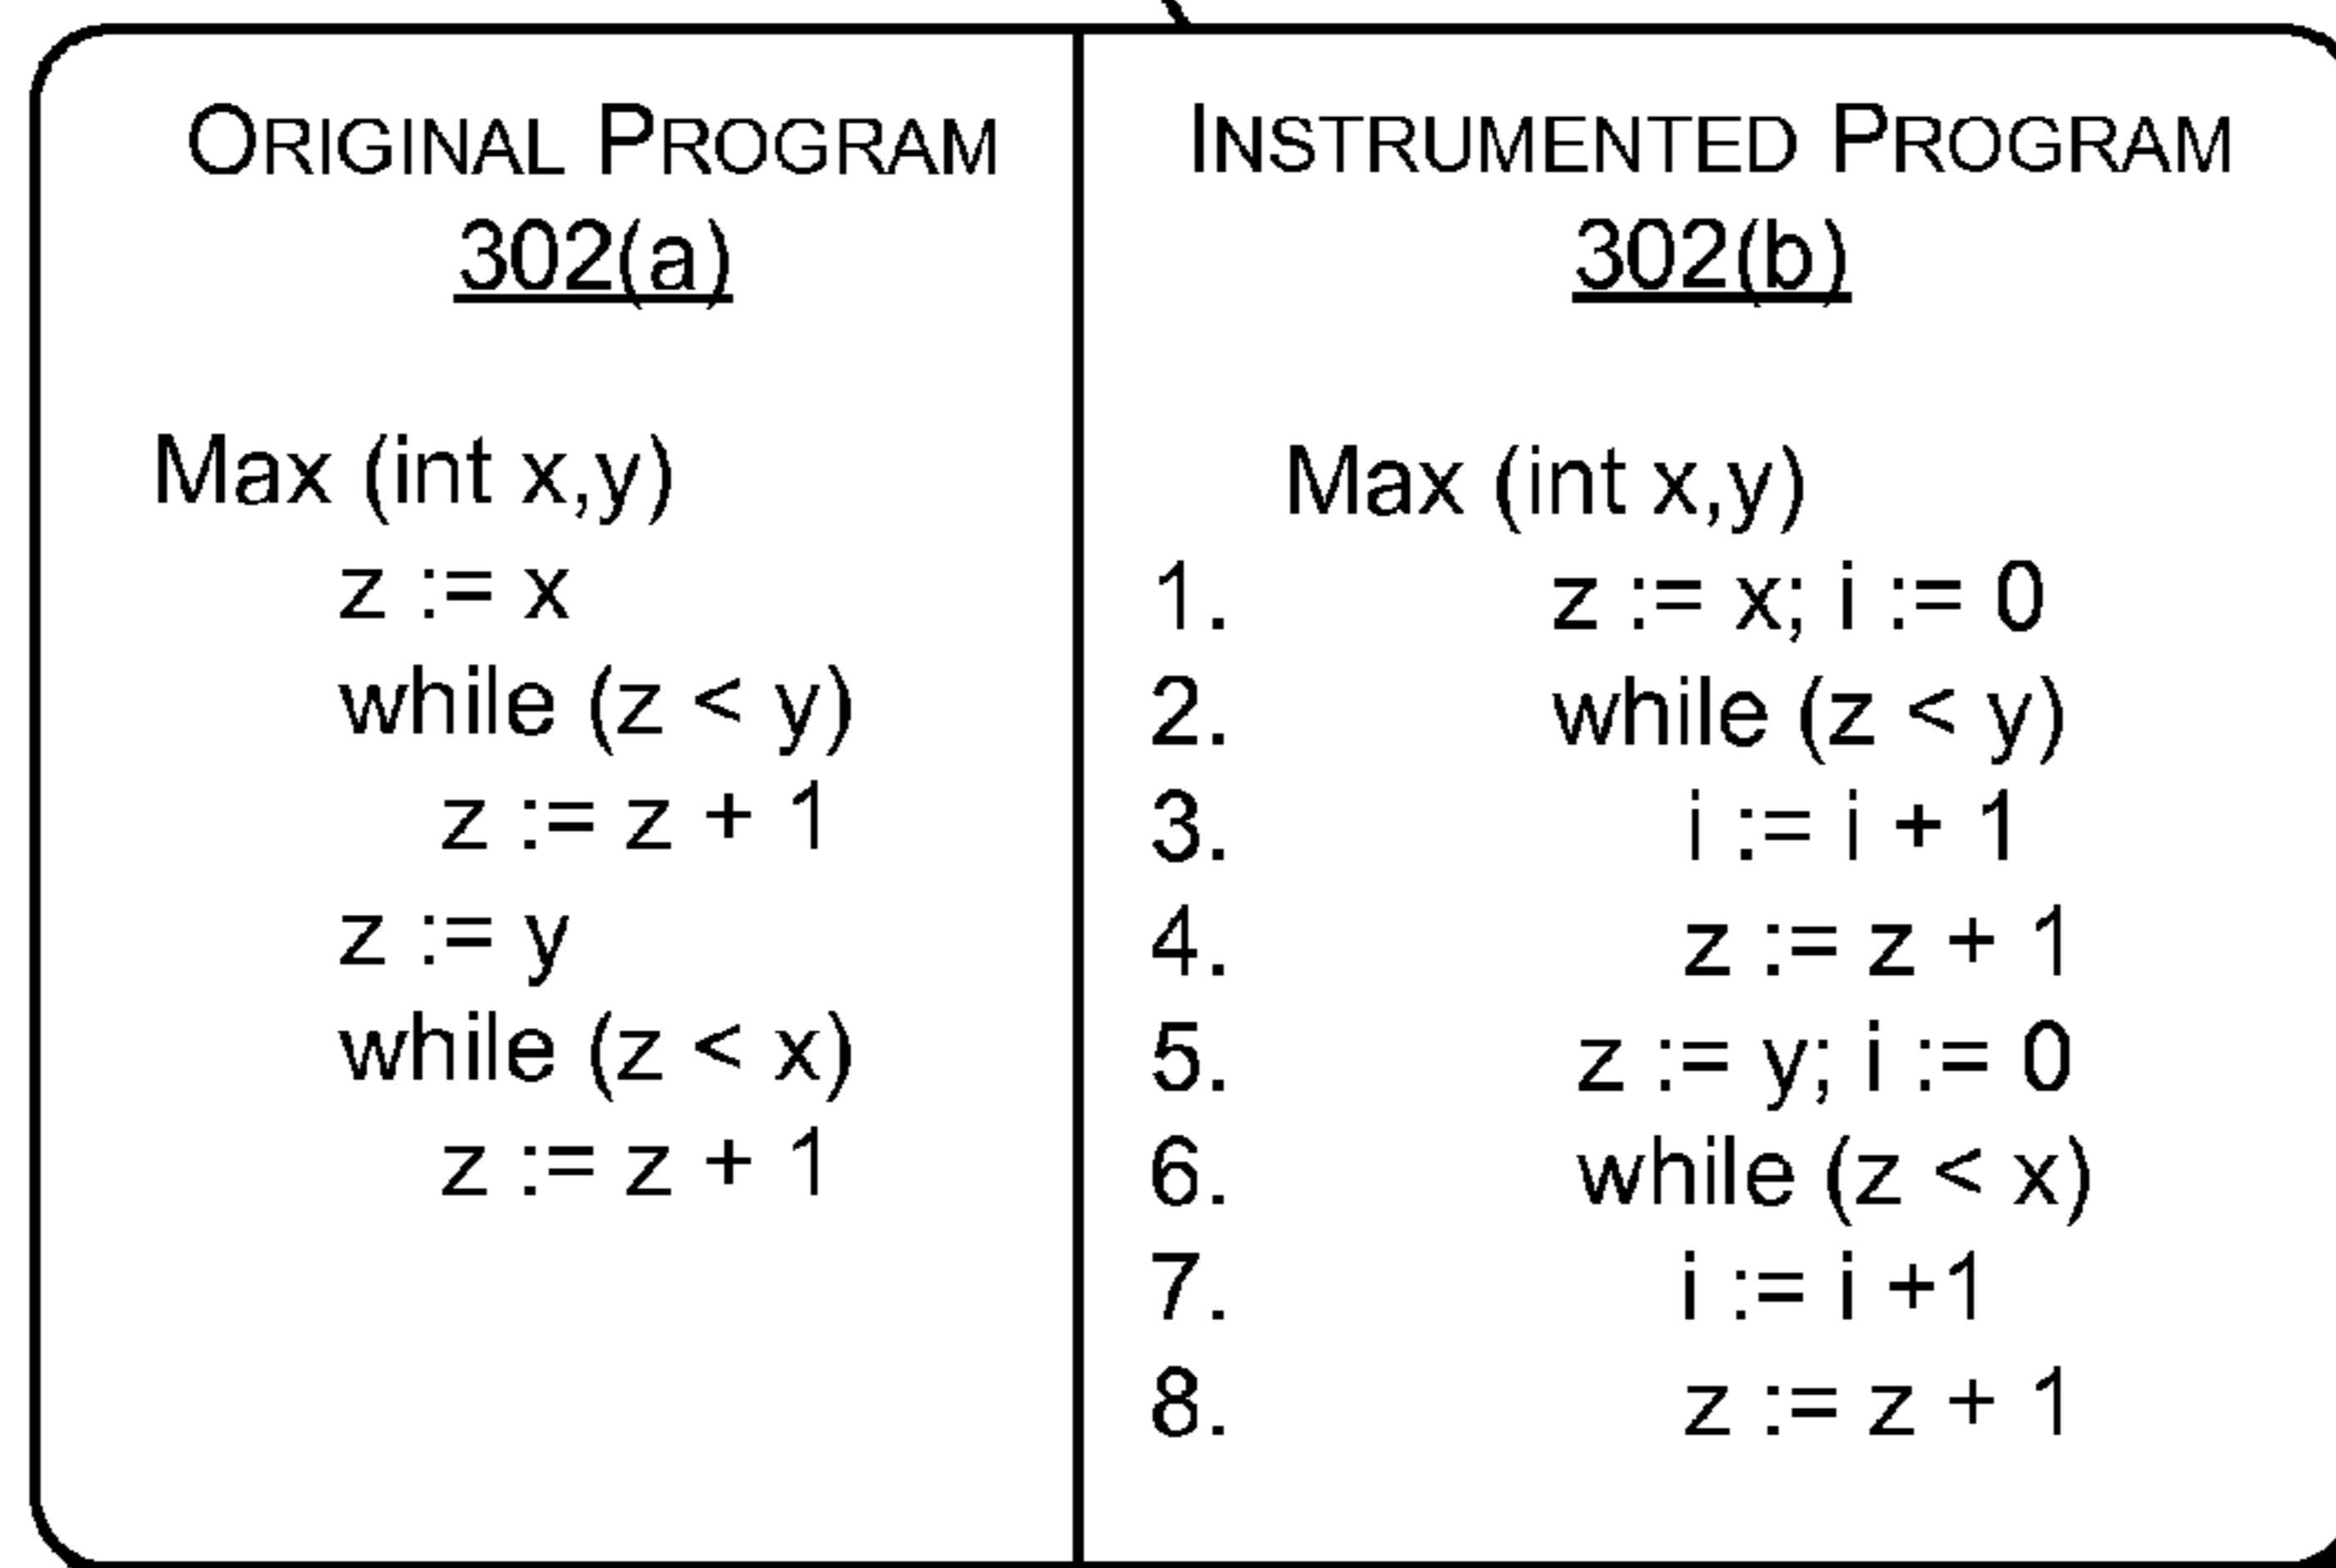 ORIGINAL PROGRAM
302(a)
Max (int x,y)
z := x
while (z < y)
z := z + 1
z := y
while (z < x)
z := z + 1
INSTRUMENTED PROGRAM
302(b)
Max (int x,y)
1. z := x; i := 0
2. while (z < y)
3. i := i + 1
4. z := z + 1
5. z := y; i := 0
6. while (z < x)
7. i := i +1
8. z := z + 1